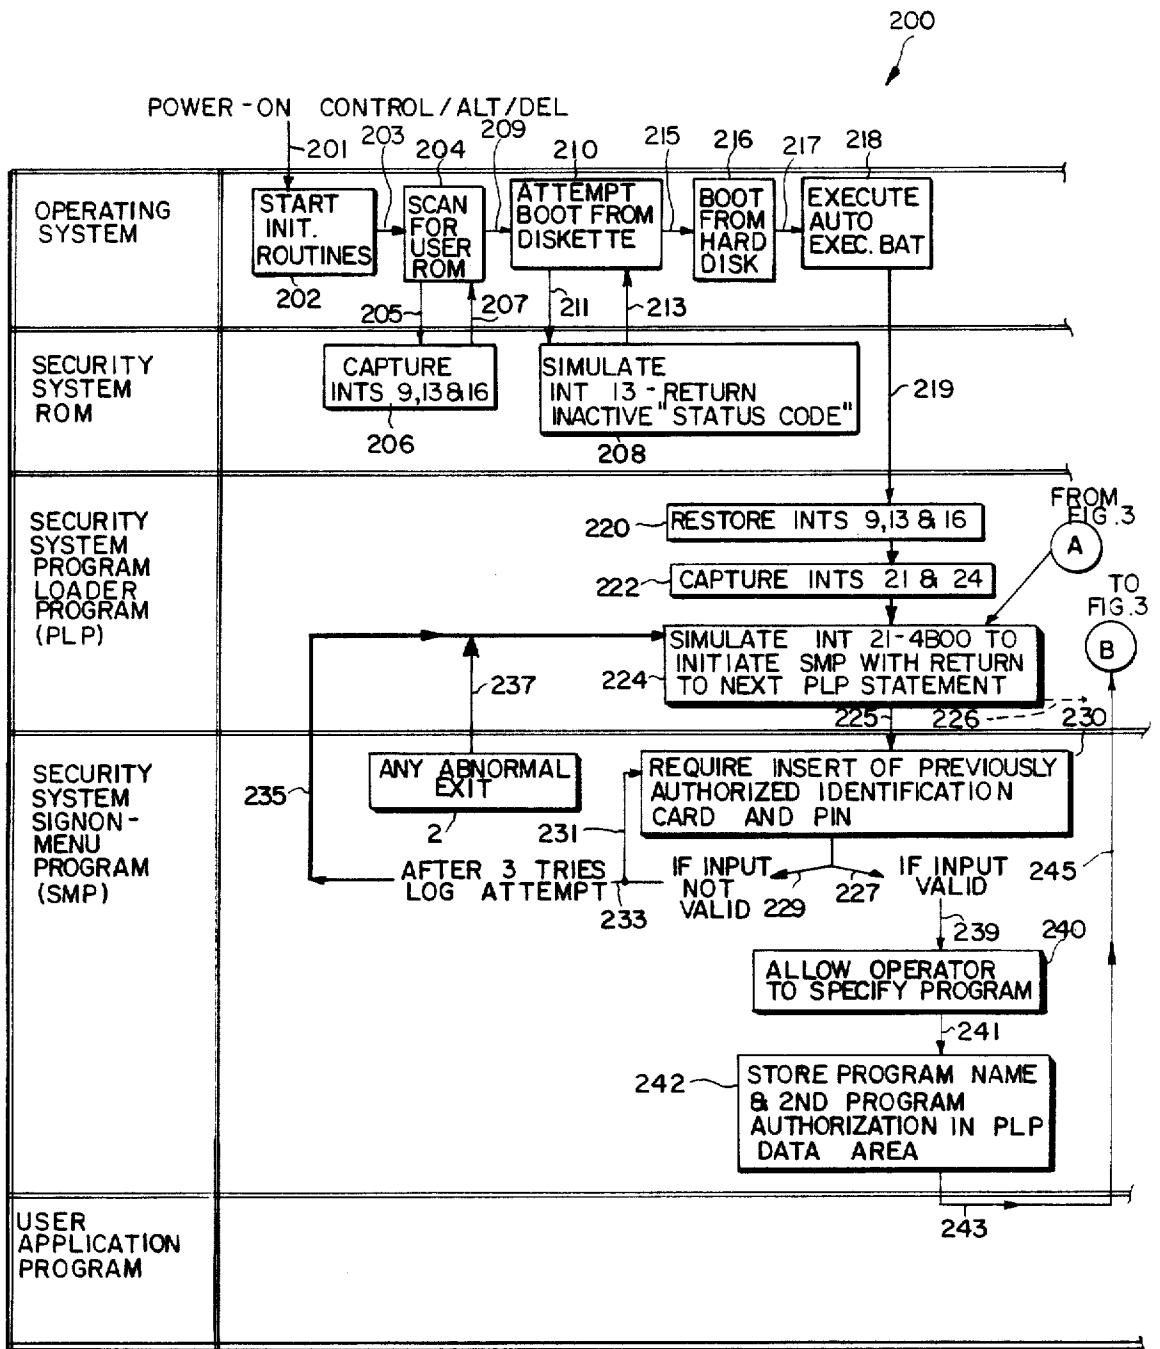 200
POWER-ON CONTROL/ALT/DEL
201
203
204
209
210
215
216
217
218
OPERATING
SYSTEM
START
INIT.
ROUTINES
202
SCAN
FOR
USER
ROM
ATTEMPT
BOOT FROM
DISKETTE
BOOT
FROM
HARD
DISK
EXECUTE
AUTO
EXEC.BAT
205
207
211
213
SECURITY
SYSTEM
ROM
CAPTURE
INTS 9,13&16
206
SIMULATE
INT 13-RETURN
INACTIVE "STATUS CODE"
208
219
SECURITY
SYSTEM
PROGRAM
LOADER
PROGRAM
(PLP)
220
RESTORE INTS 9,13 & 16
222
CAPTURE INTS 21 & 24
FROM
FIG.3
A
TO
FIG.3
B
224
SIMULATE INT 21-4B00 TO
INITIATE SMP WITH RETURN
TO NEXT PLP STATEMENT
237
225
226
230
SECURITY
SYSTEM
SIGNON-
MENU
PROGRAM
(SMP)
235
ANY ABNORMAL
EXIT
2
231
REQUIRE INSERT OF PREVIOUSLY
AUTHORIZED IDENTIFICATION
CARD AND PIN
AFTER 3 TRIES
LOG ATTEMPT
233
IF INPUT
NOT
VALID
229
227
IF INPUT
VALID
245
239
240
ALLOW OPERATOR
TO SPECIFY PROGRAM
241
242
STORE PROGRAM NAME
& 2ND PROGRAM
AUTHORIZATION IN PLP
DATA AREA
243
USER
APPLICATION
PROGRAM